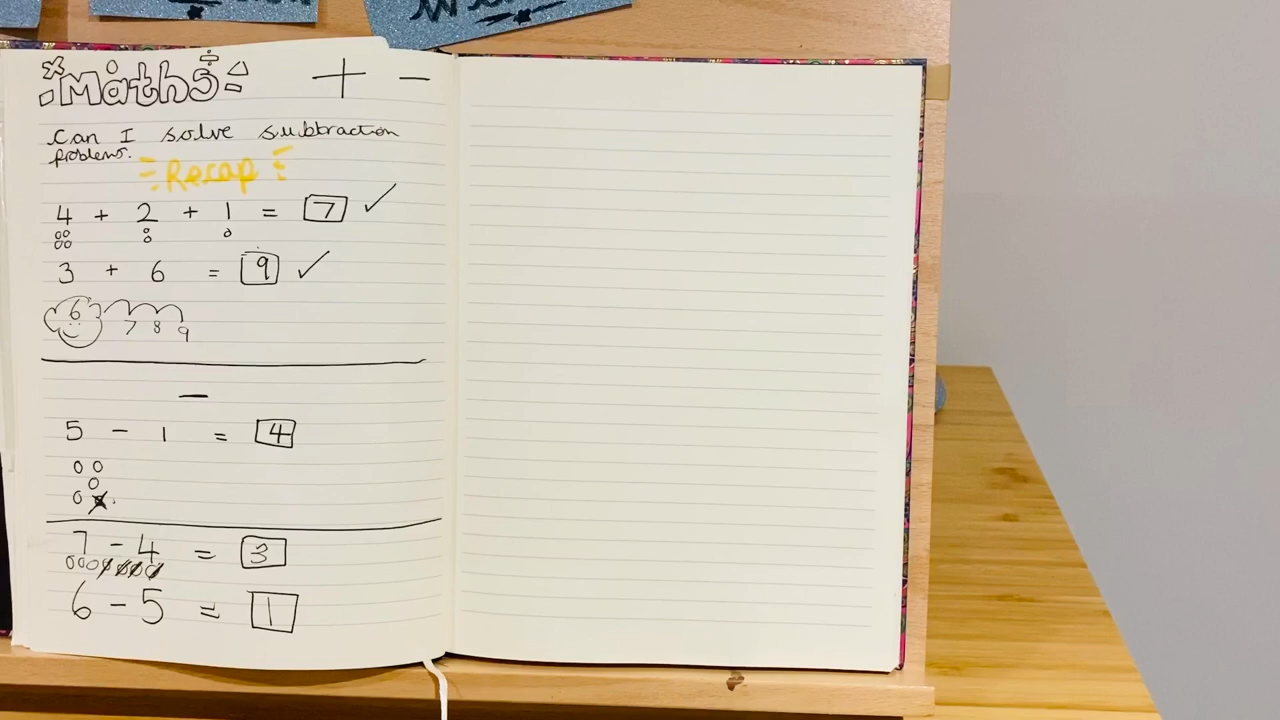 Maths + -
Can I solve subtraction
problems.
Recap
4 + 2 + 1 = 7 ✓
3 + 6 = 9 ✓
6 7 8 9
-
5 - 1 = 4
7 - 4 = 3
6 - 5 = 1